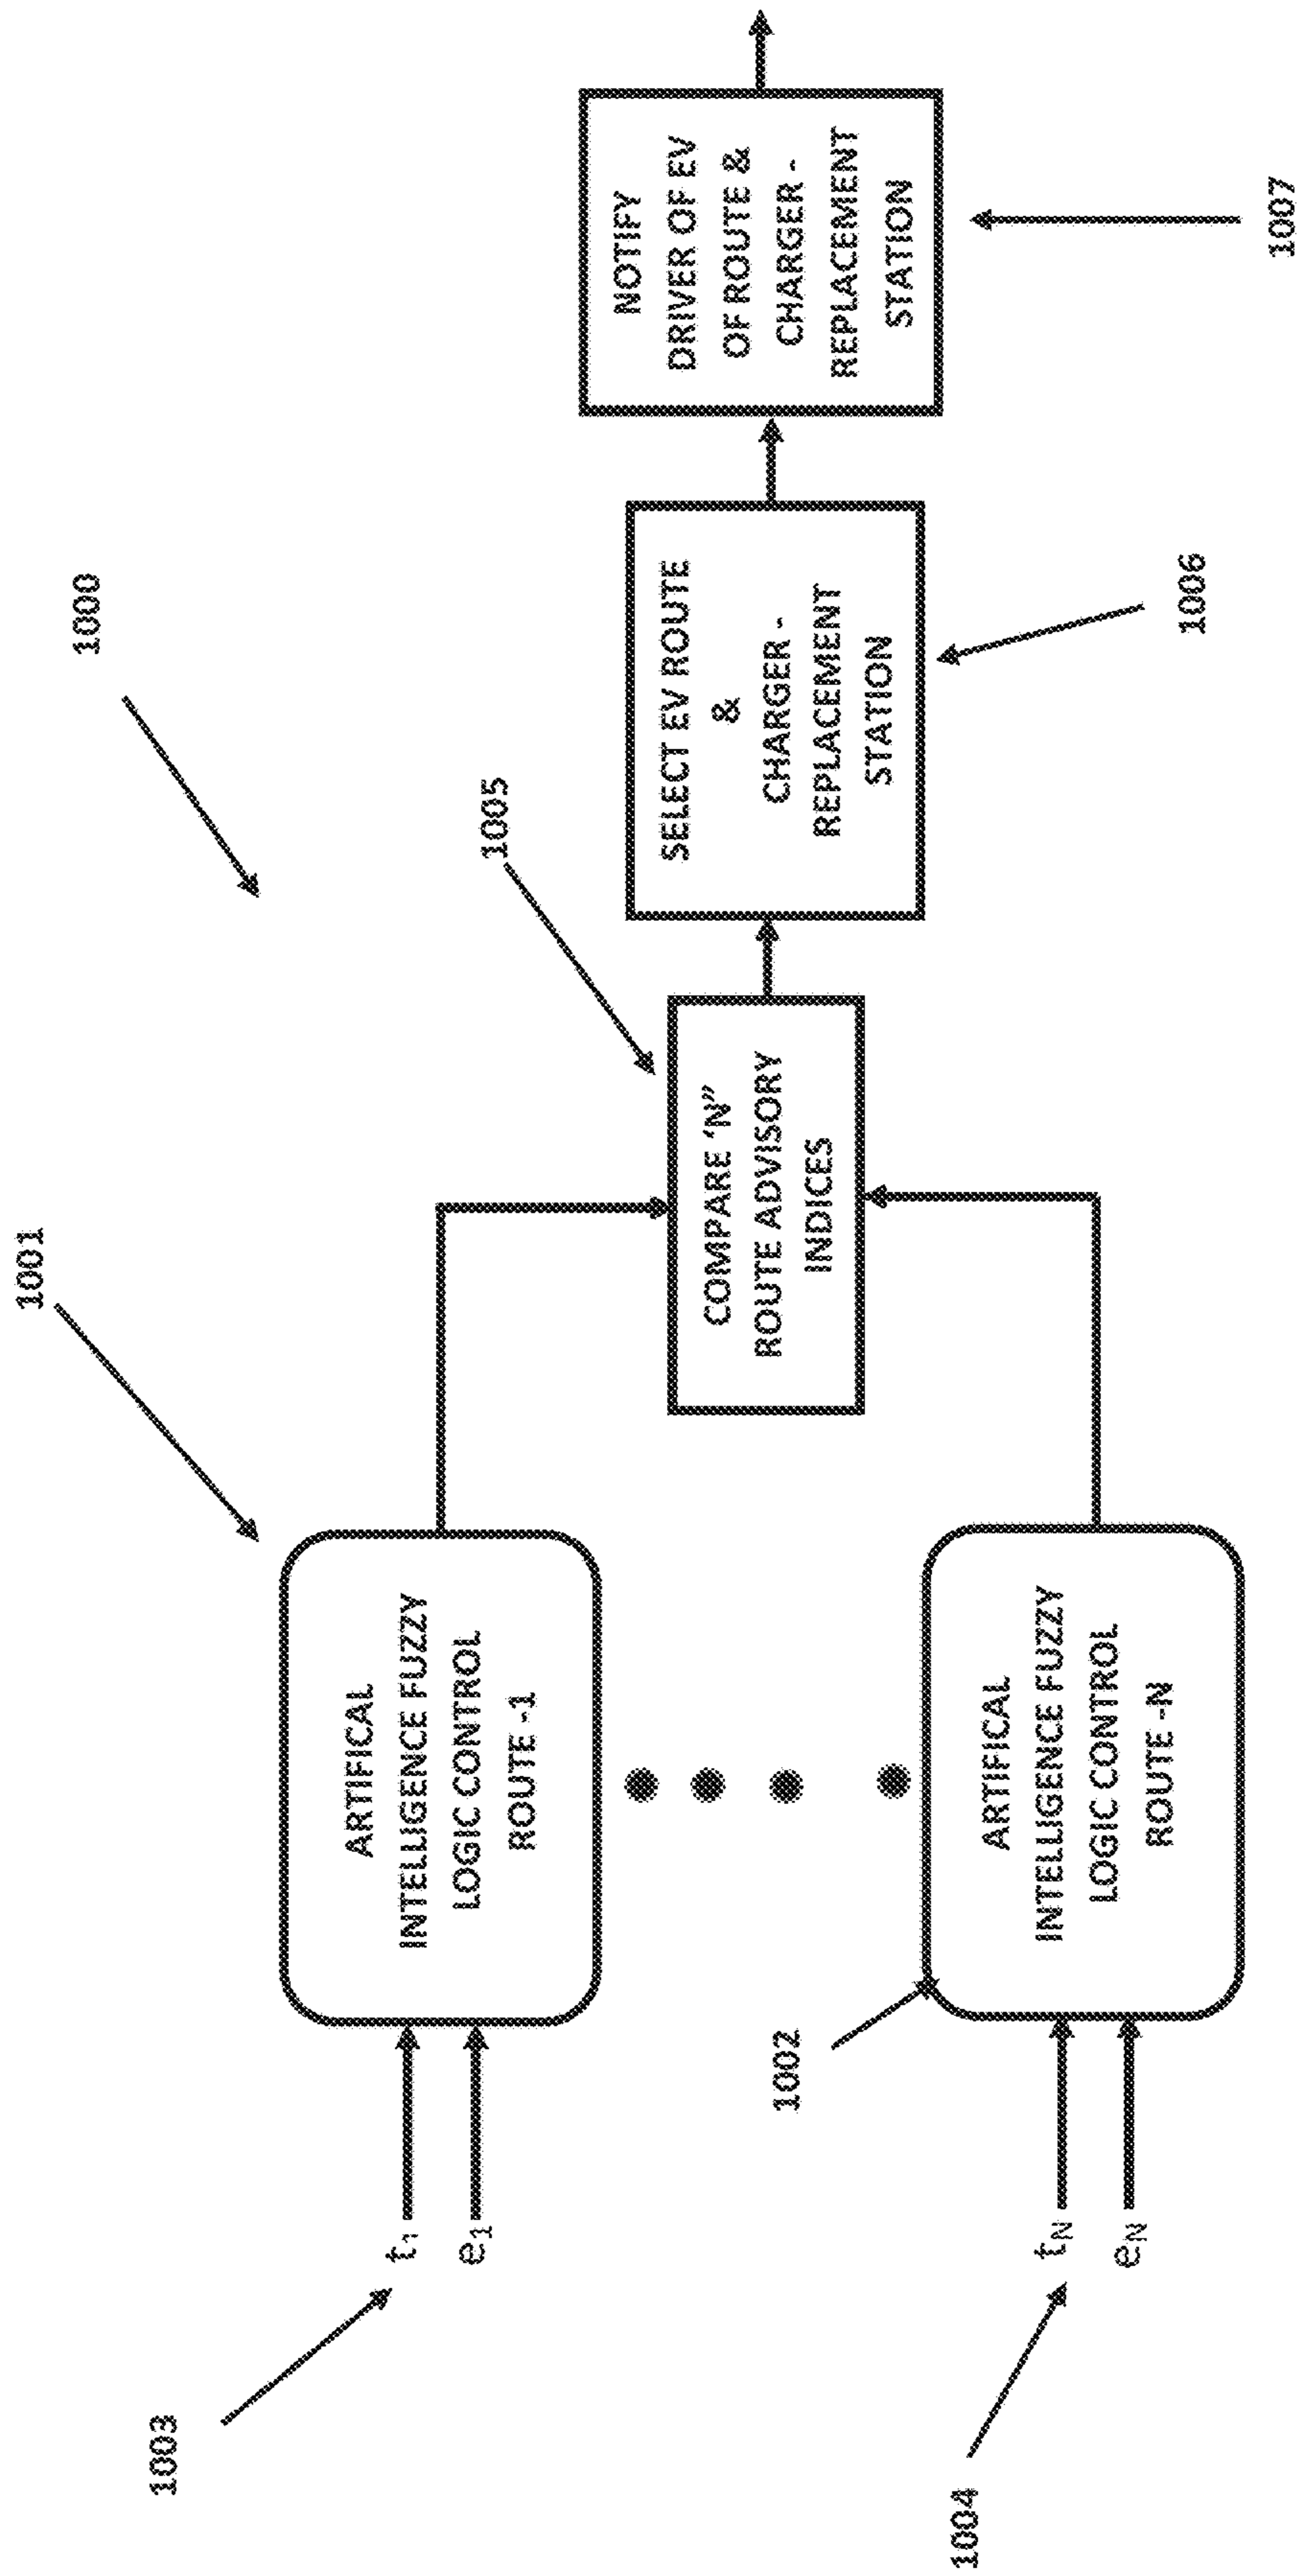 1000
1001
1003
t₁
e₁
ARTIFICAL
INTELLIGENCE FUZZY
LOGIC CONTROL
ROUTE -1
1005
COMPARE 'N"
ROUTE ADVISORY
INDICES
SELECT EV ROUTE
&
CHARGER -
REPLACEMENT
STATION
1006
NOTIFY
DRIVER OF EV
OF ROUTE &
CHARGER -
REPLACEMENT
STATION
1007
1002
1004
tN
eN
ARTIFICAL
INTELLIGENCE FUZZY
LOGIC CONTROL
ROUTE -N